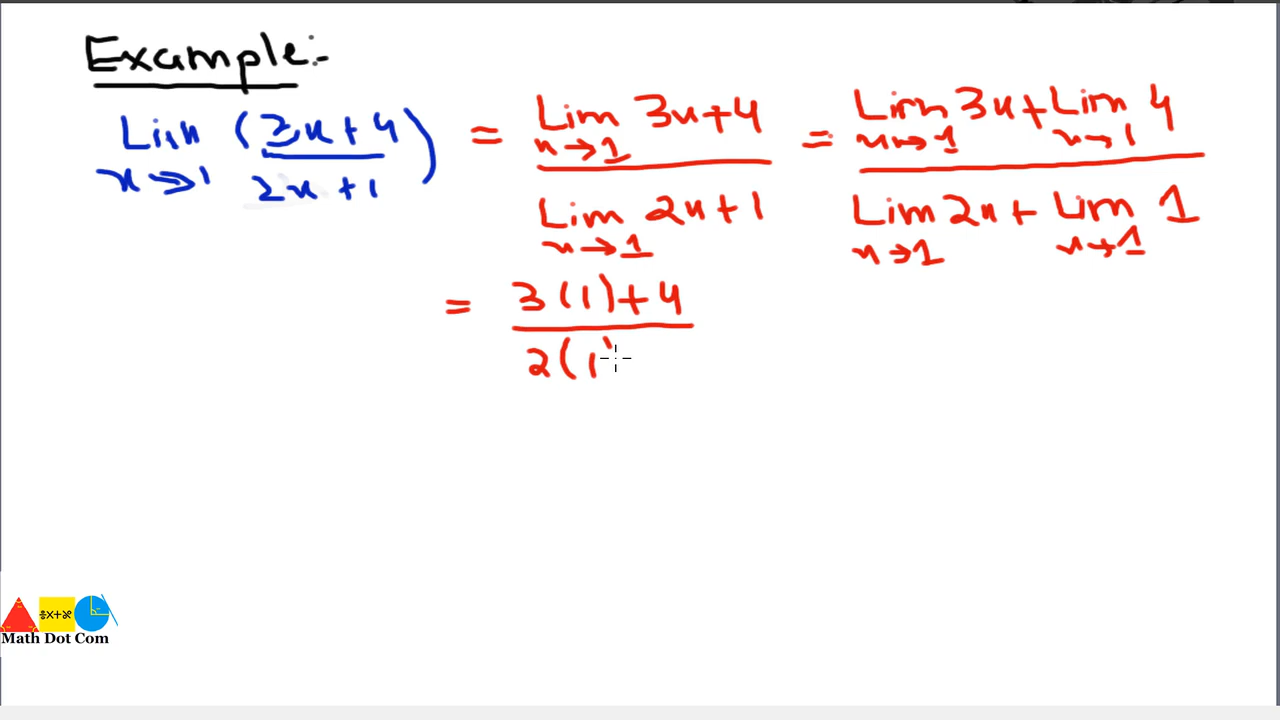 Example:-
Lim (3x+4 / 2x+1) = Lim 3x+4 / Lim 2x+1 = Lim 3x + Lim 4 / Lim 2x + Lim 1
x→1 x→1 x→1 x→1 x→1 x→1 x→1
= 3(1)+4 / 2(1)
÷X+%
Math Dot Com